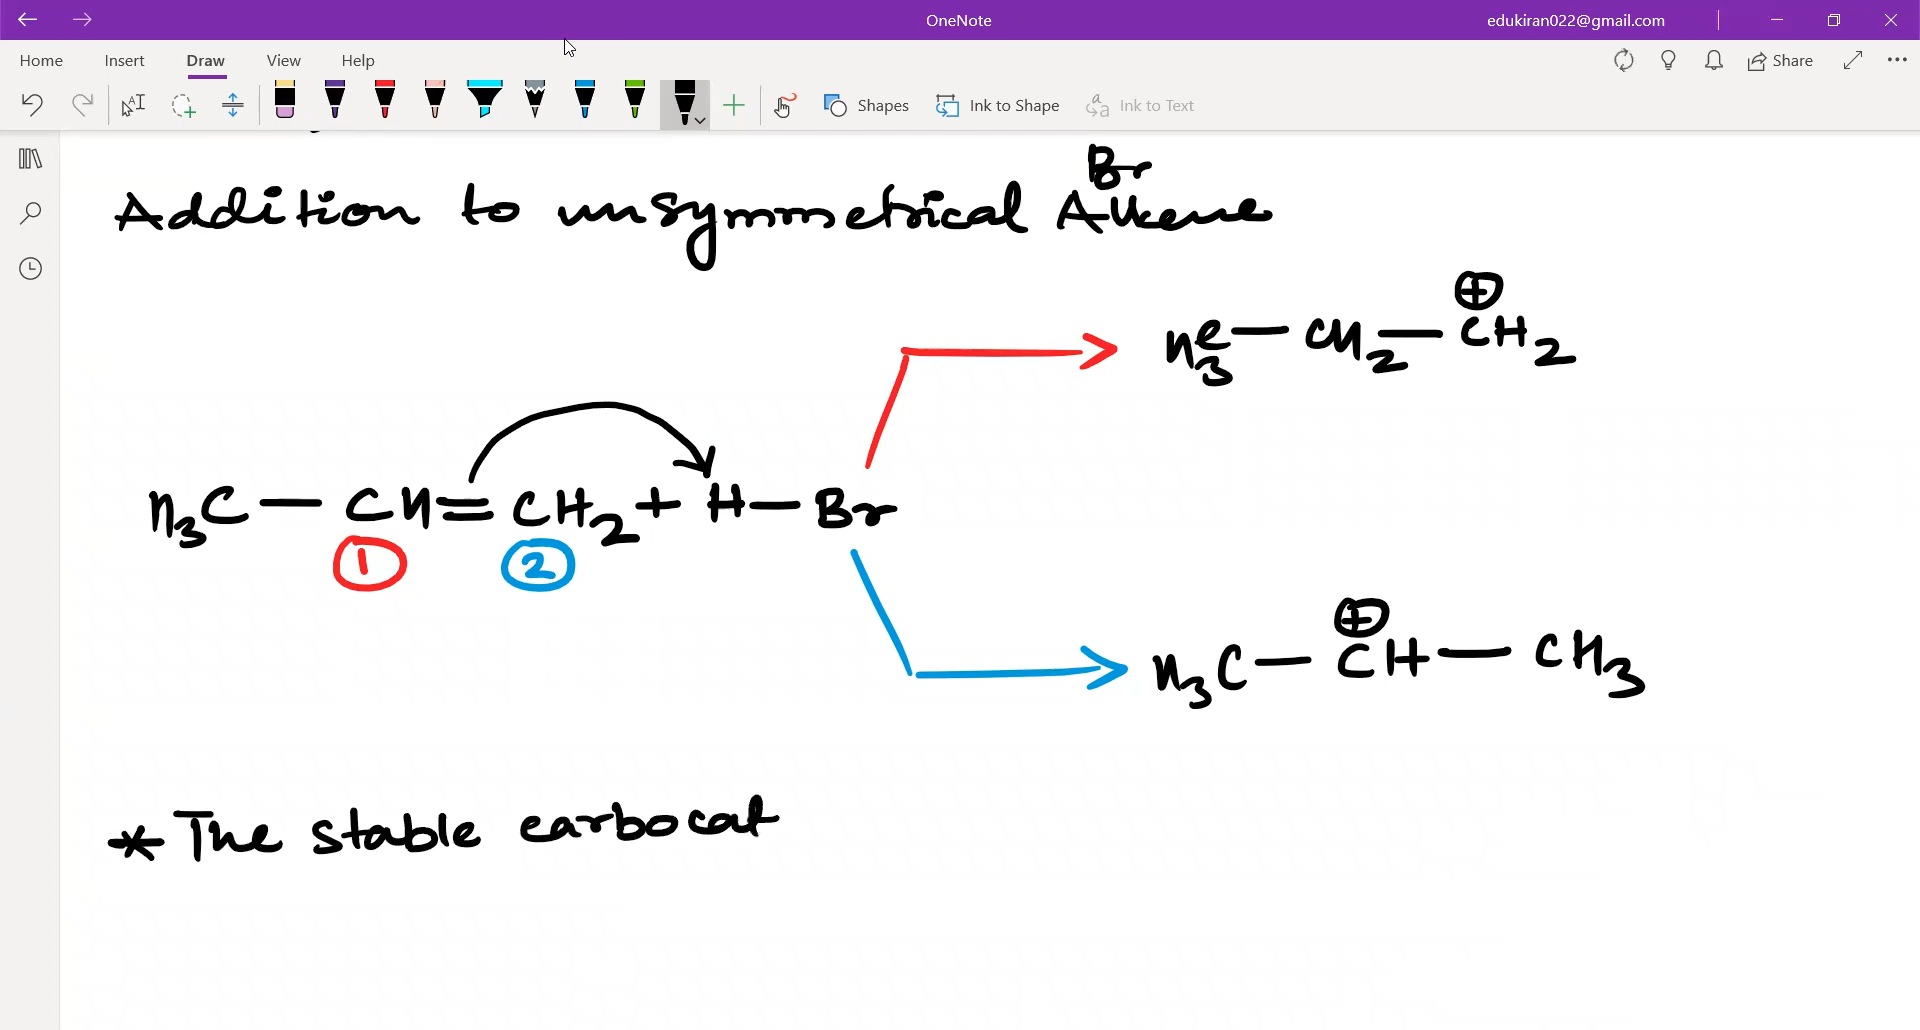 OneNote
edukiran022@gmail.com
Home Insert Draw View Help
Share
Shapes Ink to Shape Ink to Text
Br
Addition to unsymmetrical Alkene
H3C — CH2 — CH2
⊕
H3C — CH = CH2 + H — Br
1 2
⊕
H3C — CH — CH3
* The stable carbocat